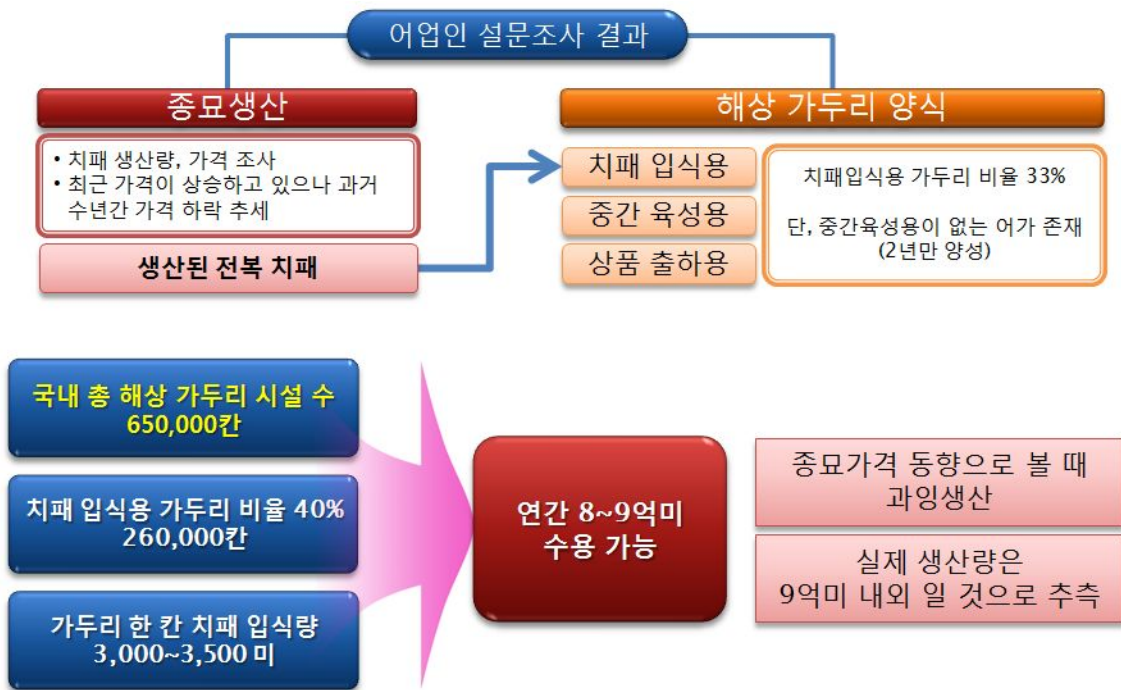 어업인 설문조사 결과
종묘생산
• 치패 생산량, 가격 조사
• 최근 가격이 상승하고 있으나 과거
수년간 가격 하락 추세
생산된 전복 치패
해상 가두리 양식
치패 입식용
중간 육성용
상품 출하용
치패입식용 가두리 비율 33%
단, 중간육성용이 없는 어가 존재
(2년만 양성)
국내 총 해상 가두리 시설 수
650,000칸
치패 입식용 가두리 비율 40%
260,000칸
가두리 한 칸 치패 입식량
3,000~3,500 미
연간 8~9억미
수용 가능
종묘가격 동향으로 볼 때
과잉생산
실제 생산량은
9억미 내외 일 것으로 추측